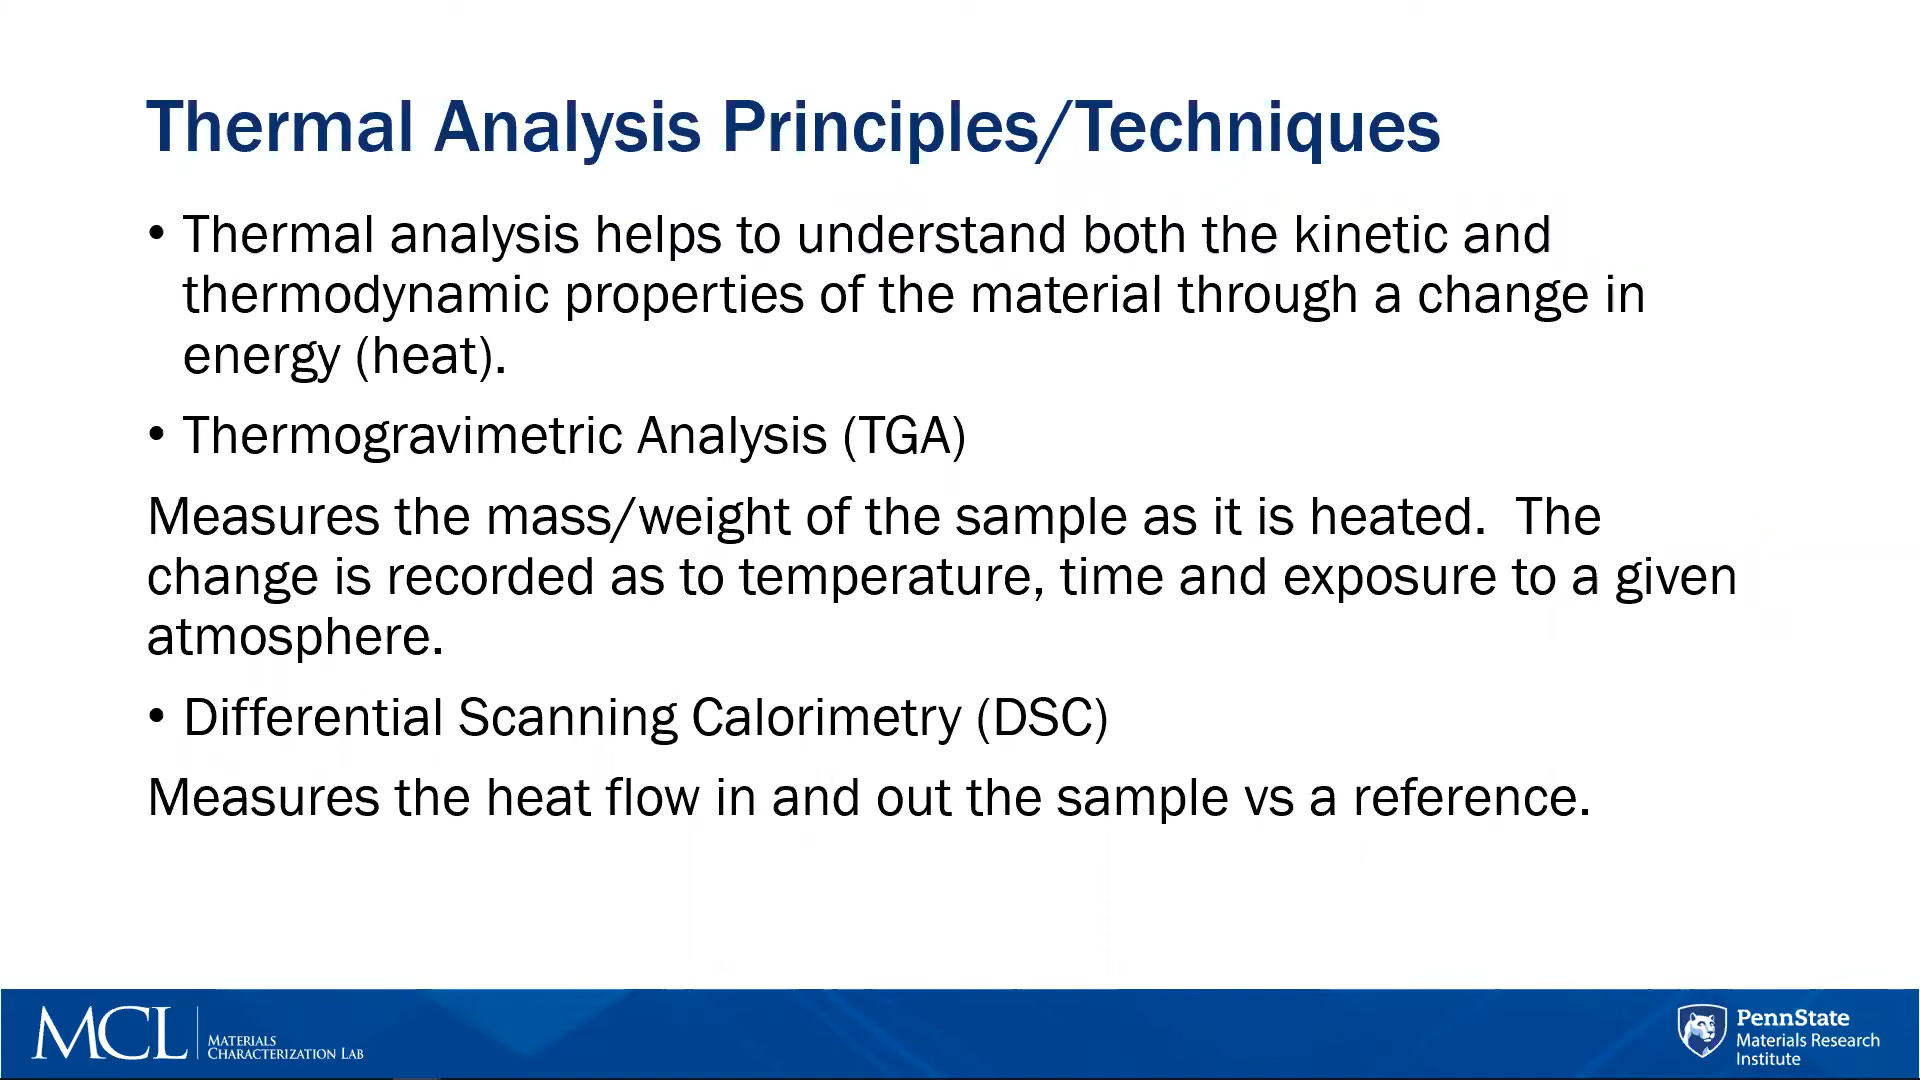 Thermal Analysis Principles/Techniques
• Thermal analysis helps to understand both the kinetic and
thermodynamic properties of the material through a change in
energy (heat).
• Thermogravimetric Analysis (TGA)
Measures the mass/weight of the sample as it is heated.  The
change is recorded as to temperature, time and exposure to a given
atmosphere.
• Differential Scanning Calorimetry (DSC)
Measures the heat flow in and out the sample vs a reference.
MCL
MATERIALS
CHARACTERIZATION LAB
PennState
Materials Research
Institute